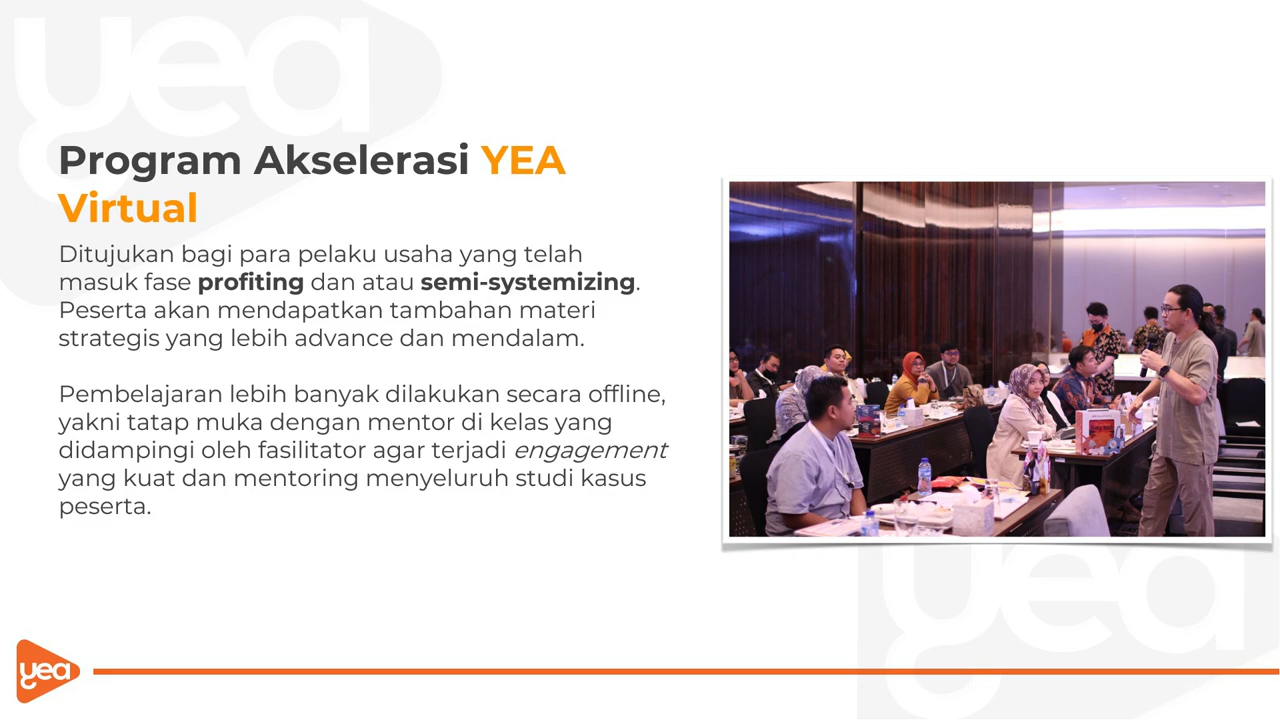 yea
Program Akselerasi YEA
Virtual
Ditujukan bagi para pelaku usaha yang telah
masuk fase profiting dan atau semi-systemizing.
Peserta akan mendapatkan tambahan materi
strategis yang lebih advance dan mendalam.
Pembelajaran lebih banyak dilakukan secara offline,
yakni tatap muka dengan mentor di kelas yang
didampingi oleh fasilitator agar terjadi engagement
yang kuat dan mentoring menyeluruh studi kasus
peserta.
yea
yea